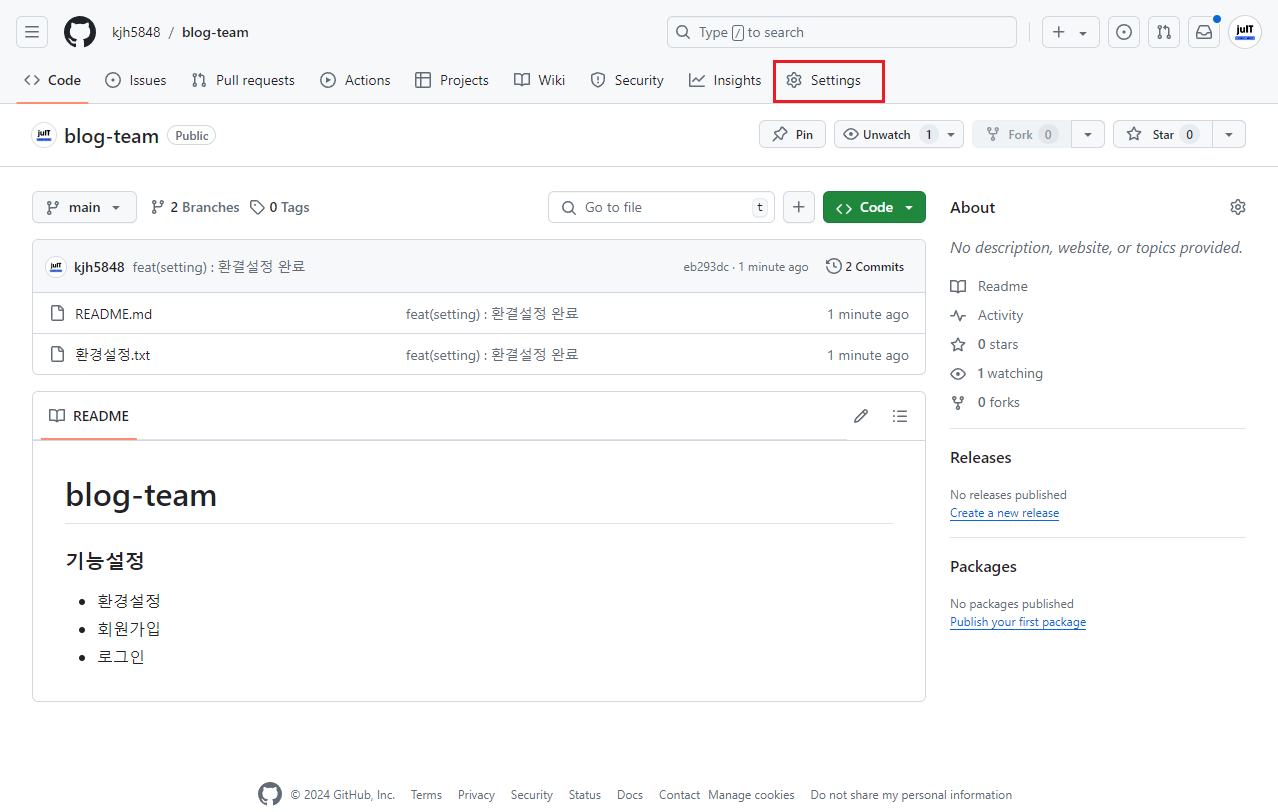 kjh5848 / blog-team Type / to search juIT
Code Issues Pull requests Actions Projects Wiki Security Insights Settings
juIT blog-team Public Pin Unwatch 1 Fork 0 Star 0
main 2 Branches 0 Tags Go to file t + Code About
No description, website, or topics provided.
juIT kjh5848 feat(setting) : 환결설정 완료 eb293dc · 1 minute ago 2 Commits
Readme
README.md feat(setting) : 환결설정 완료 1 minute ago
Activity
0 stars
환경설정.txt feat(setting) : 환결설정 완료 1 minute ago
1 watching
0 forks
README
Releases
No releases published
Create a new release
blog-team
기능설정
Packages
환경설정
No packages published
Publish your first package
회원가입
로그인
© 2024 GitHub, Inc. Terms Privacy Security Status Docs Contact Manage cookies Do not share my personal information